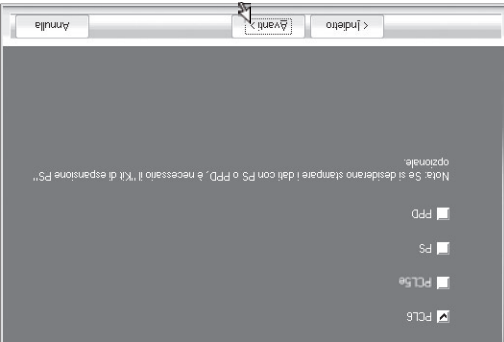 PCL6
PCL5e
PS
PPD
Nota: Se si desiderano stampare i dati con PS o PPD, è necessario il "Kit di espansione PS"
opzionale.
< Indietro
Avanti >
Annulla